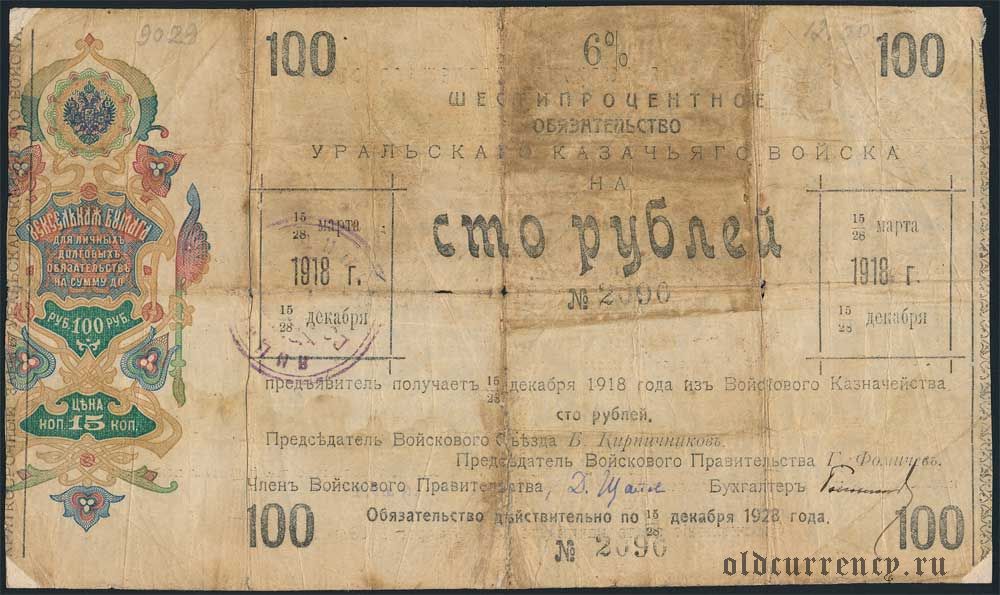 9029
12.50
100
6%
100
ШЕСТИПРОЦЕНТНОЕ
ОБЯЗАТЕЛЬСТВО
УРАЛЬСКАГО КАЗАЧЬЯГО ВОЙСКА
НА
сто рублей
№ 2090
15/28 марта
1918 г.
15/28 декабря
15/28 марта
1918 г.
15/28 декабря
ВЕКСЕЛЬНАЯ БУМАГА
ДЛЯ ЛИЧНЫХЪ
ДОЛГОВЫХЪ
ОБЯЗАТЕЛЬСТВЪ
НА СУММУ ДО
РУБ. 100 РУБ.
ЦѢНА
КОП. 15 КОП.
предъявитель получаетъ 15/28 декабря 1918 года изъ Войскового Казначейства
сто рублей.
Предсѣдатель Войскового Съѣзда В. Кирпичниковъ.
Предсѣдатель Войскового Правительства Г. Фомичевъ.
Членъ Войскового Правительства, Бухгалтеръ
Обязательство дѣйствительно по 15/28 декабря 1928 года.
100
№ 2090
100
oldcurrency.ru